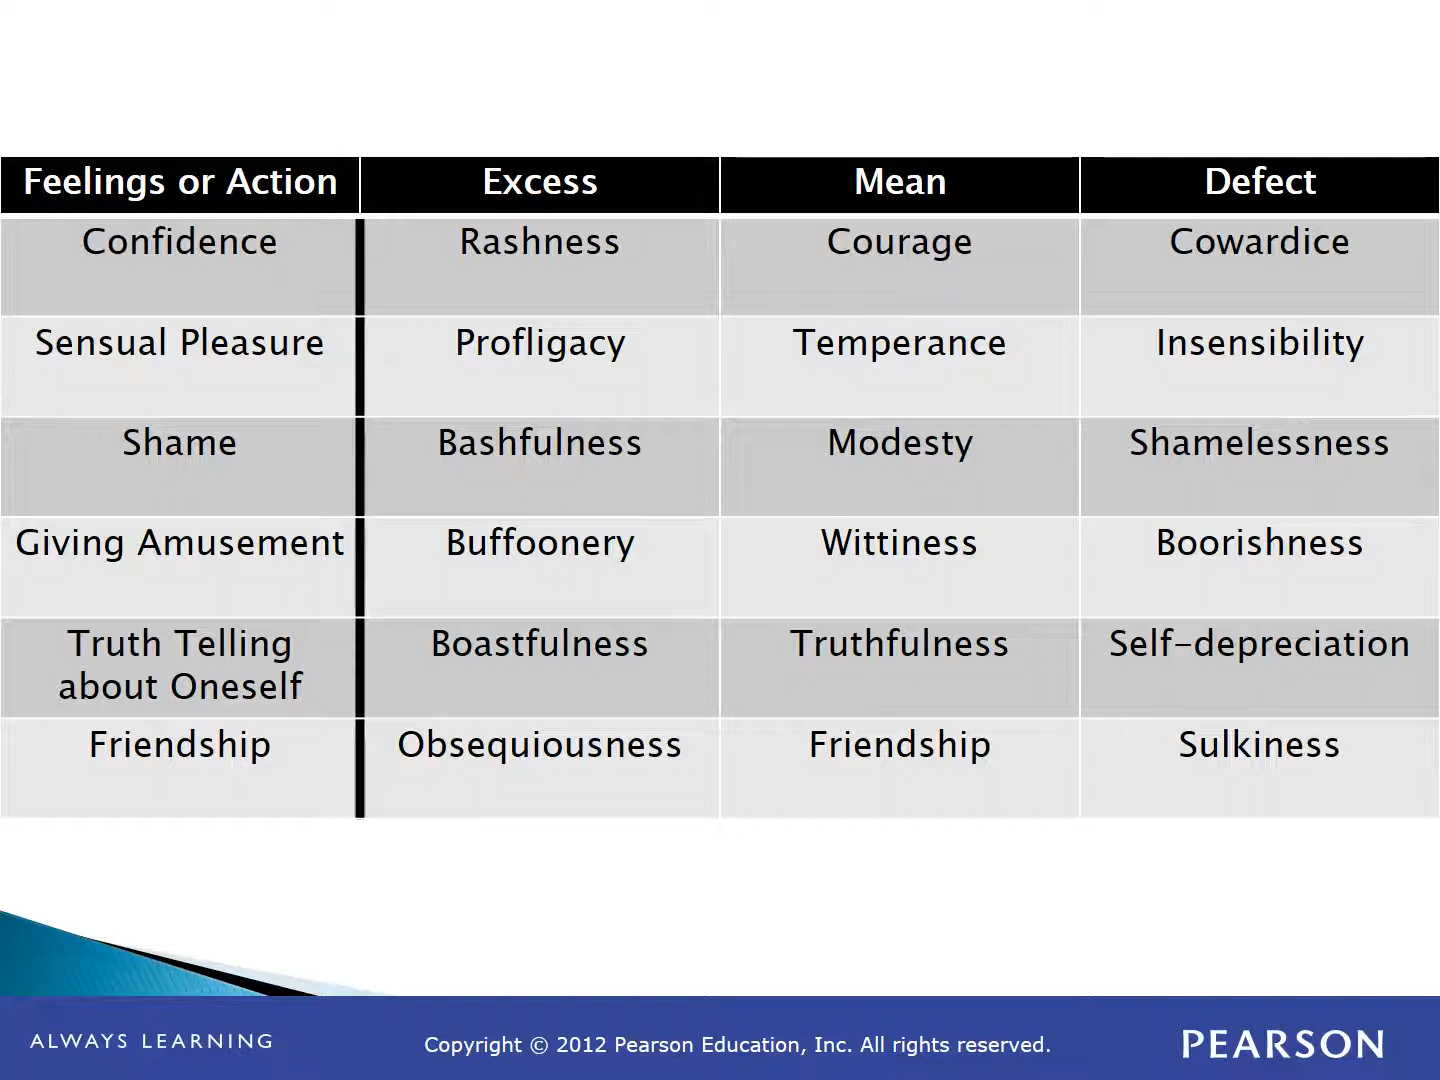 Feelings or Action Excess Mean Defect
Confidence Rashness Courage Cowardice
Sensual Pleasure Profligacy Temperance Insensibility
Shame Bashfulness Modesty Shamelessness
Giving Amusement Buffoonery Wittiness Boorishness
Truth Telling Boastfulness Truthfulness Self-depreciation
about Oneself
Friendship Obsequiousness Friendship Sulkiness
ALWAYS LEARNING Copyright © 2012 Pearson Education, Inc. All rights reserved. PEARSON